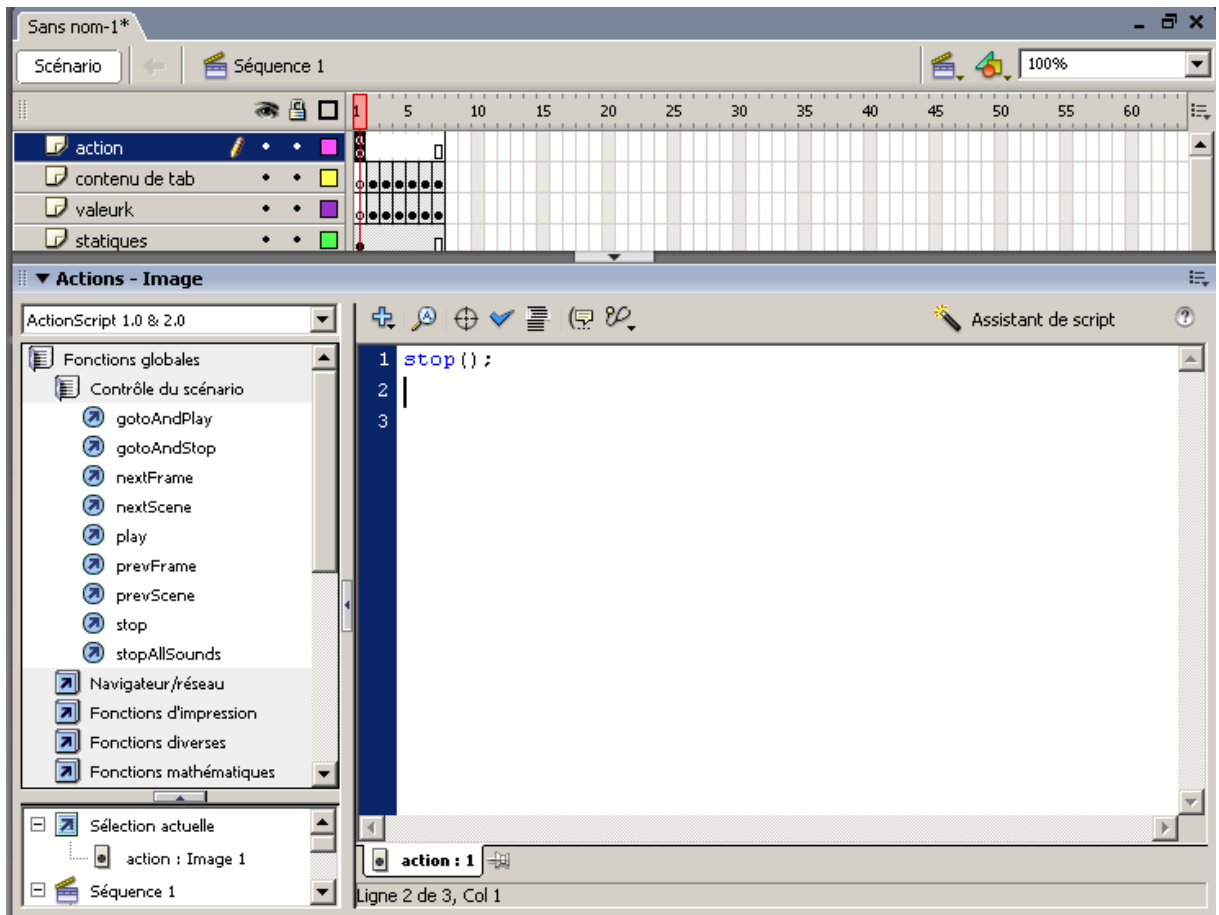 Sans nom-1*
Scénario
Séquence 1
100%
1 5 10 15 20 25 30 35 40 45 50 55 60
action
contenu de tab
valeurk
statiques
Actions - Image
ActionScript 1.0 & 2.0
Assistant de script
Fonctions globales
Contrôle du scénario
gotoAndPlay
gotoAndStop
nextFrame
nextScene
play
prevFrame
prevScene
stop
stopAllSounds
Navigateur/réseau
Fonctions d'impression
Fonctions diverses
Fonctions mathématiques
1 stop();
2
3
Sélection actuelle
action : Image 1
Séquence 1
action : 1
Ligne 2 de 3, Col 1